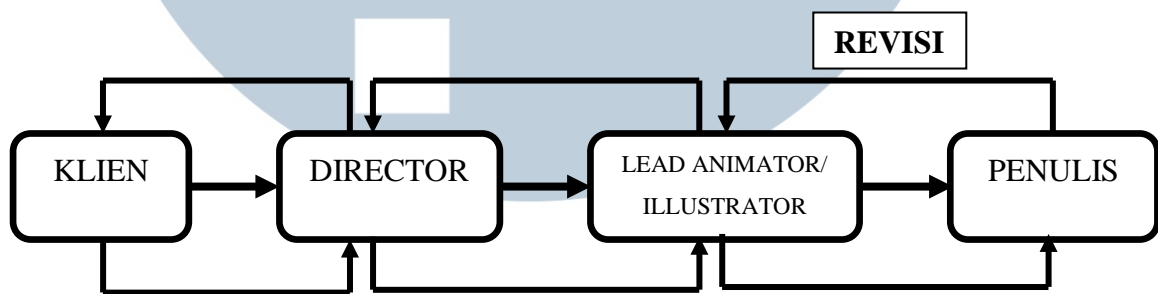 REVISI
KLIEN
DIRECTOR
LEAD ANIMATOR/
ILLUSTRATOR
PENULIS